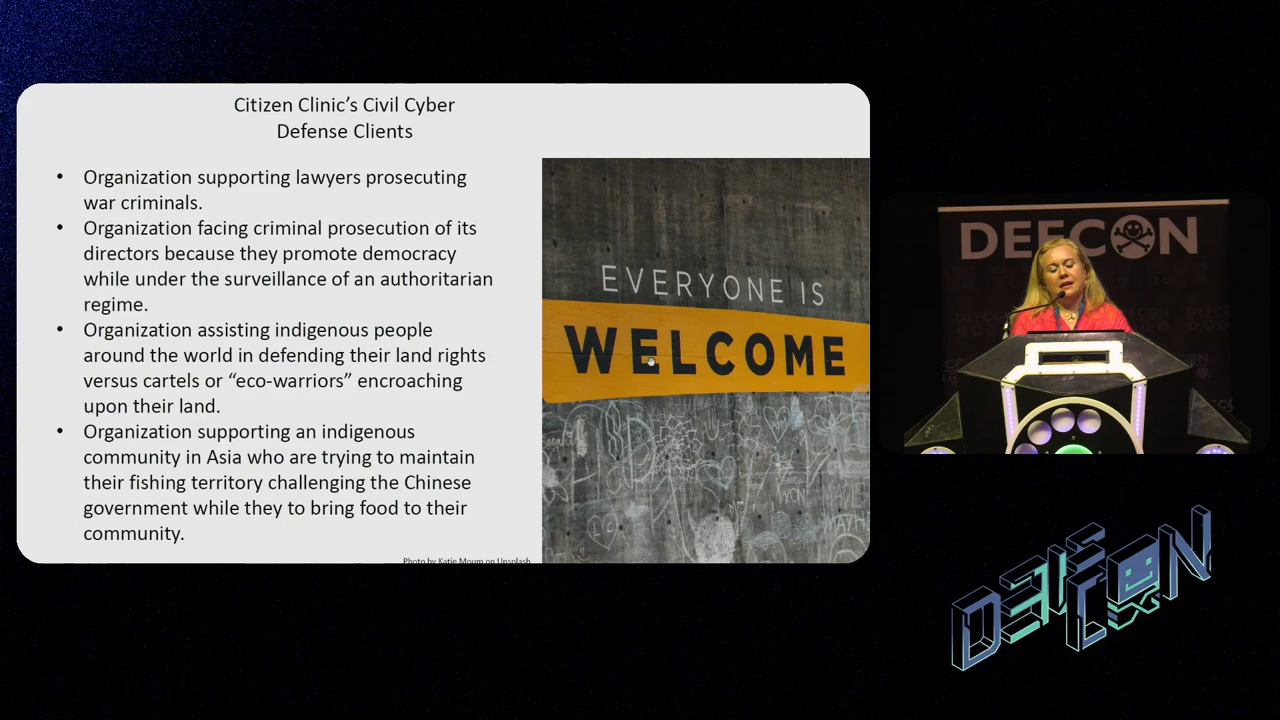 Citizen Clinic’s Civil Cyber
Defense Clients
• Organization supporting lawyers prosecuting
war criminals.
• Organization facing criminal prosecution of its
directors because they promote democracy
while under the surveillance of an authoritarian
regime.
• Organization assisting indigenous people
around the world in defending their land rights
versus cartels or “eco-warriors” encroaching
upon their land.
• Organization supporting an indigenous
community in Asia who are trying to maintain
their fishing territory challenging the Chinese
government while they to bring food to their
community.
Photo by Katie Moum on Unsplash
EVERYONE IS
WELCOME
DEFCON
DEFCON